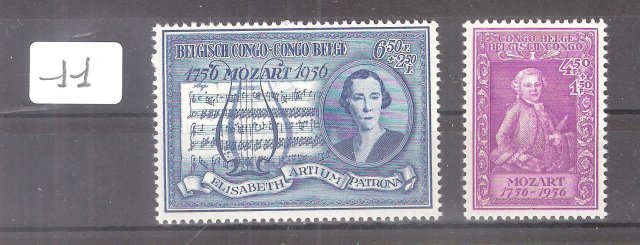 11
BELGISCH CONGO-CONGO BELGE
1756 MOZART 1956
6.50F
+2.50F
ELISABETH ARTIUM PATRONA
CONGO BELGE
BELGISCH CONGO
4.50F
+1.50
MOZART
1756-1956